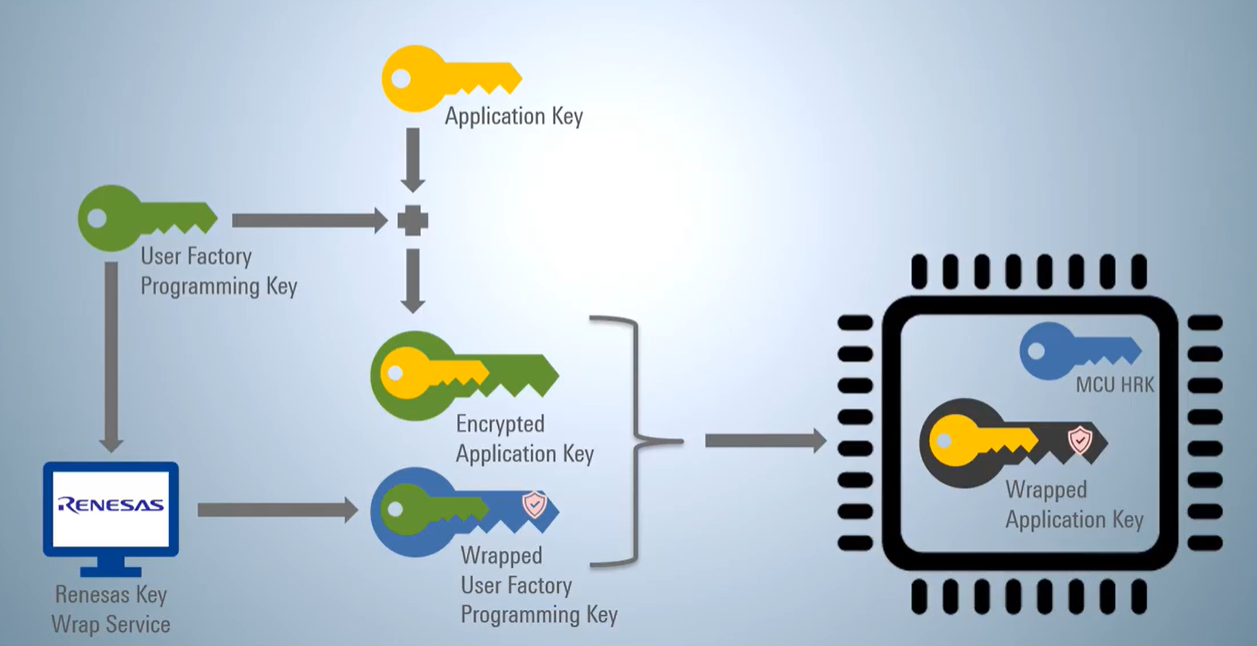 Application Key
User Factory
Programming Key
Encrypted
Application Key
RENESAS
Wrapped
User Factory
Programming Key
Renesas Key
Wrap Service
MCU HRK
Wrapped
Application Key